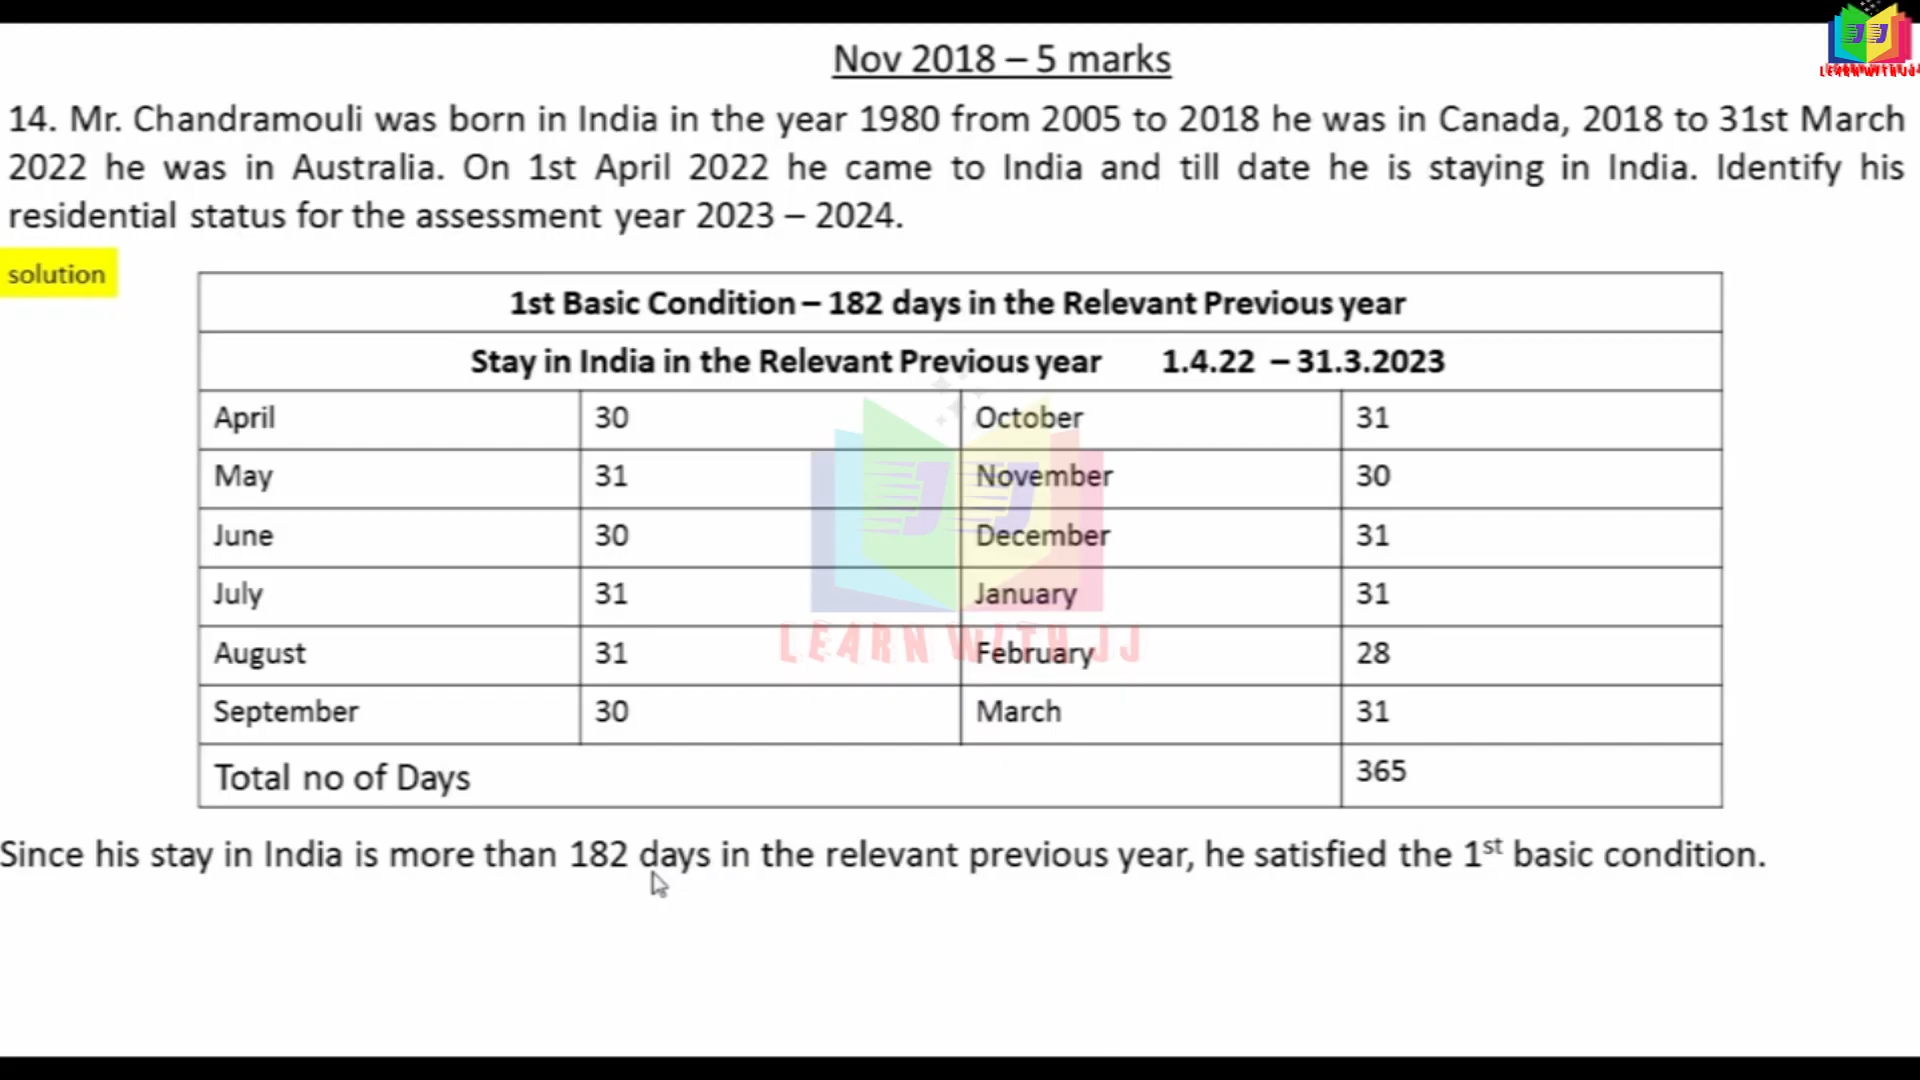 Nov 2018 – 5 marks
LEARN WITH JJ
14. Mr. Chandramouli was born in India in the year 1980 from 2005 to 2018 he was in Canada, 2018 to 31st March
2022 he was in Australia. On 1st April 2022 he came to India and till date he is staying in India. Identify his
residential status for the assessment year 2023 – 2024.
solution
1st Basic Condition – 182 days in the Relevant Previous year
Stay in India in the Relevant Previous year 1.4.22 – 31.3.2023
April 30 October 31
May 31 November 30
June 30 December 31
July 31 January 31
August 31 February 28
September 30 March 31
Total no of Days 365
LEARN WITH JJ
Since his stay in India is more than 182 days in the relevant previous year, he satisfied the 1st basic condition.